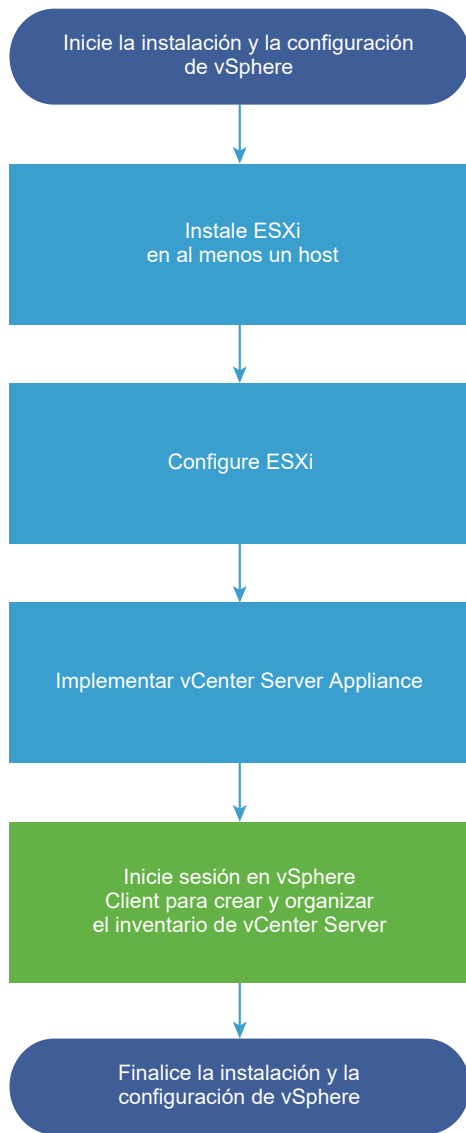 Inicie la instalación y la configuración
de vSphere
Instale ESXi
en al menos un host
Configure ESXi
Implementar vCenter Server Appliance
Inicie sesión en vSphere
Client para crear y organizar
el inventario de vCenter Server
Finalice la instalación y la
configuración de vSphere